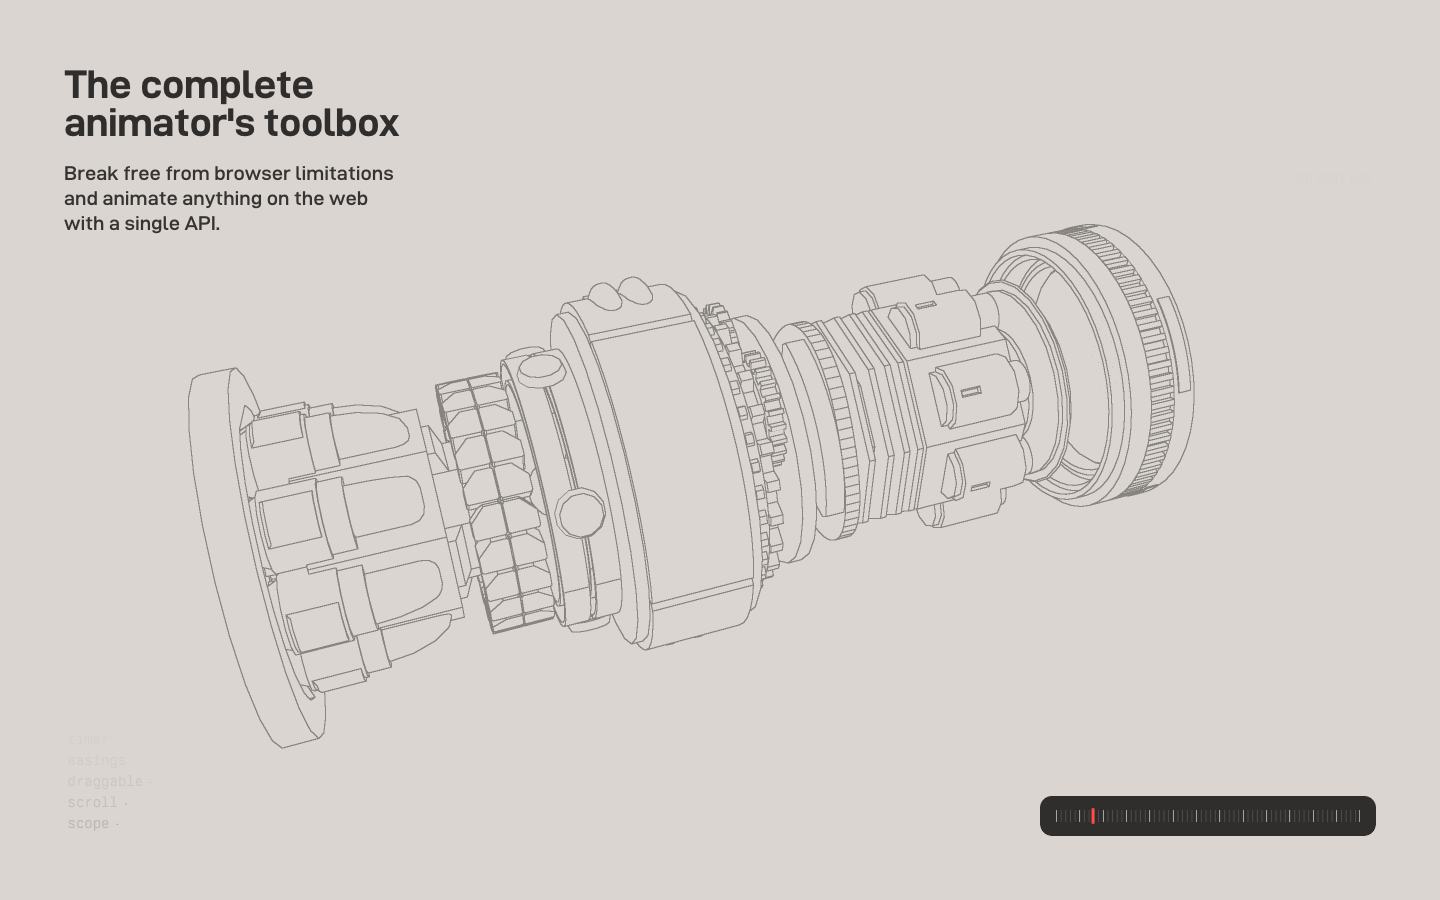 The complete
animator's toolbox
Break free from browser limitations
and animate anything on the web
with a single API.
timer
easings
draggable -
scroll -
scope -